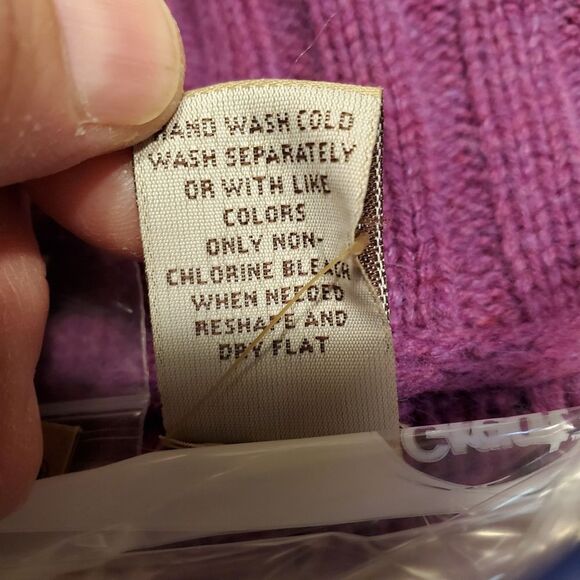 HAND WASH COLD
WASH SEPARATELY
OR WITH LIKE
COLORS
ONLY NON-
CHLORINE BLEACH
WHEN NEEDED
RESHAPE AND
DRY FLAT